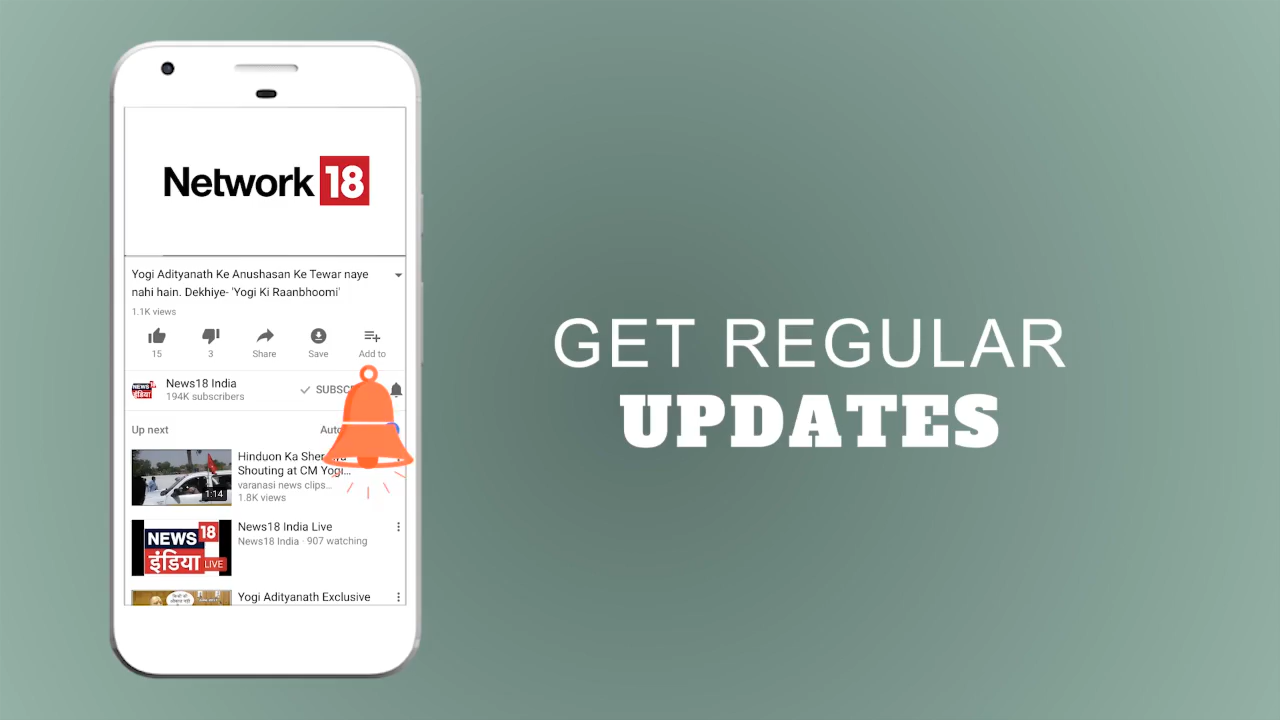 Network 18
Yogi Adityanath Ke Anushasan Ke Tewar naye
nahi hain. Dekhiye- 'Yogi Ki Raanbhoomi'
1.1K views
15
3
Share
Save
Add to
News18 India
194K subscribers
Up next
Hinduon Ka
Shouting at CM Yogi...
varanasi news clips...
1.8K views
1:14
News18 India Live
News18 India · 907 watching
NEWS 18
इंडिया LIVE
Yogi Adityanath Exclusive
GET REGULAR
UPDATES